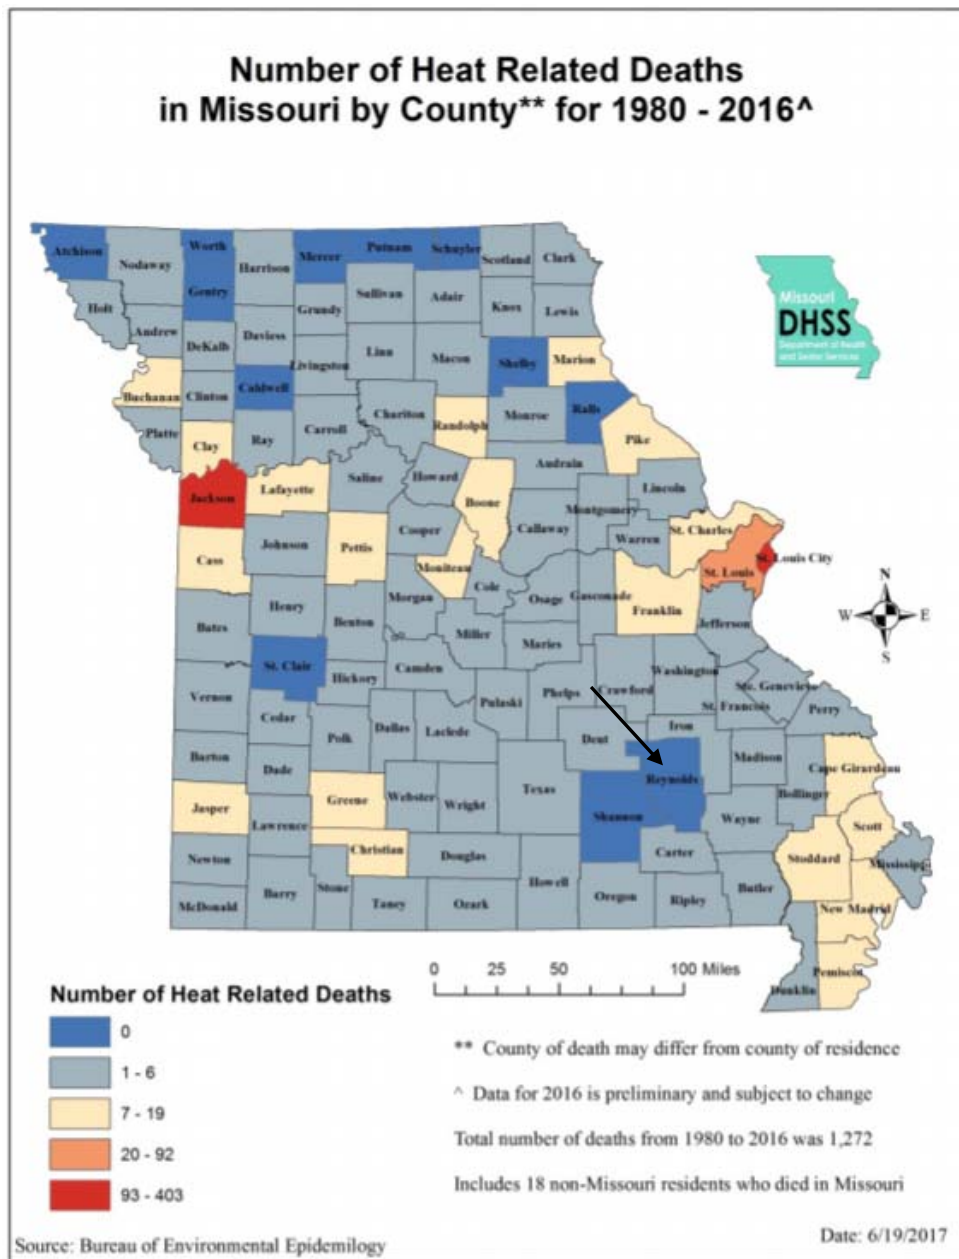 Number of Heat Related Deaths
in Missouri by County** for 1980 - 2016^
Atchison
Nodaway
Worth
Gentry
Harrison
Mercer
Putnam
Schuyler
Scotland
Clark
Holt
Andrew
DeKalb
Daviess
Grundy
Sullivan
Adair
Knox
Lewis
Buchanan
Clinton
Caldwell
Livingston
Linn
Macon
Shelby
Marion
Platte
Clay
Ray
Carroll
Chariton
Randolph
Monroe
Ralls
Pike
Audrain
Jackson
Lafayette
Saline
Howard
Boone
Callaway
Montgomery
Lincoln
Warren
St. Charles
St. Louis
St. Louis City
Cass
Johnson
Pettis
Cooper
Moniteau
Cole
Osage
Gasconade
Franklin
Jefferson
Bates
Henry
Benton
Morgan
Miller
Maries
St. Clair
Hickory
Camden
Pulaski
Phelps
Crawford
Washington
St. Francois
Ste. Genevieve
Perry
Vernon
Cedar
Polk
Dallas
Laclede
Dent
Iron
Reynolds
Madison
Bollinger
Cape Girardeau
Barton
Dade
Greene
Webster
Wright
Texas
Shannon
Wayne
Scott
Jasper
Lawrence
Christian
Douglas
Howell
Carter
Stoddard
Mississippi
Newton
McDonald
Barry
Stone
Taney
Ozark
Oregon
Ripley
Butler
New Madrid
Pemiscot
Dunklin
Missouri
DHSS
Department of Health
and Senior Services
N
W E
S
0 25 50 100 Miles
Number of Heat Related Deaths
0
1 - 6
7 - 19
20 - 92
93 - 403
** County of death may differ from county of residence
^ Data for 2016 is preliminary and subject to change
Total number of deaths from 1980 to 2016 was 1,272
Includes 18 non-Missouri residents who died in Missouri
Source: Bureau of Environmental Epidemilogy
Date: 6/19/2017